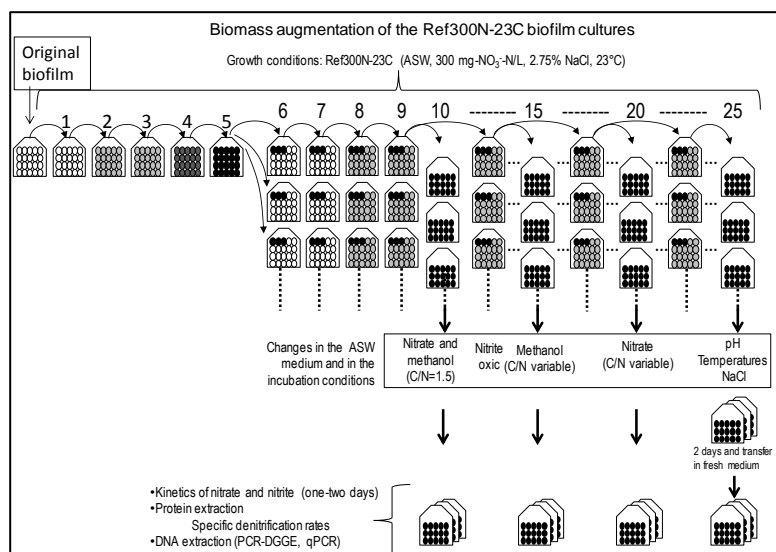 Biomass augmentation of the Ref300N-23C biofilm cultures
Original
biofilm
Growth conditions: Ref300N-23C (ASW, 300 mg-NO₃⁻-N/L, 2.75% NaCl, 23°C)
1 2 3 4 5 6 7 8 9 10 -------- 15 -------- 20 -------- 25
Changes in the ASW
medium and in the
incubation conditions
Nitrate and
methanol
(C/N=1.5)
Nitrite
oxic
Methanol
(C/N variable)
Nitrate
(C/N variable)
pH
Temperatures
NaCl
2 days and transfer
in fresh medium
•Kinetics of nitrate and nitrite (one-two days)
•Protein extraction
Specific denitrification rates
•DNA extraction (PCR-DGGE, qPCR)